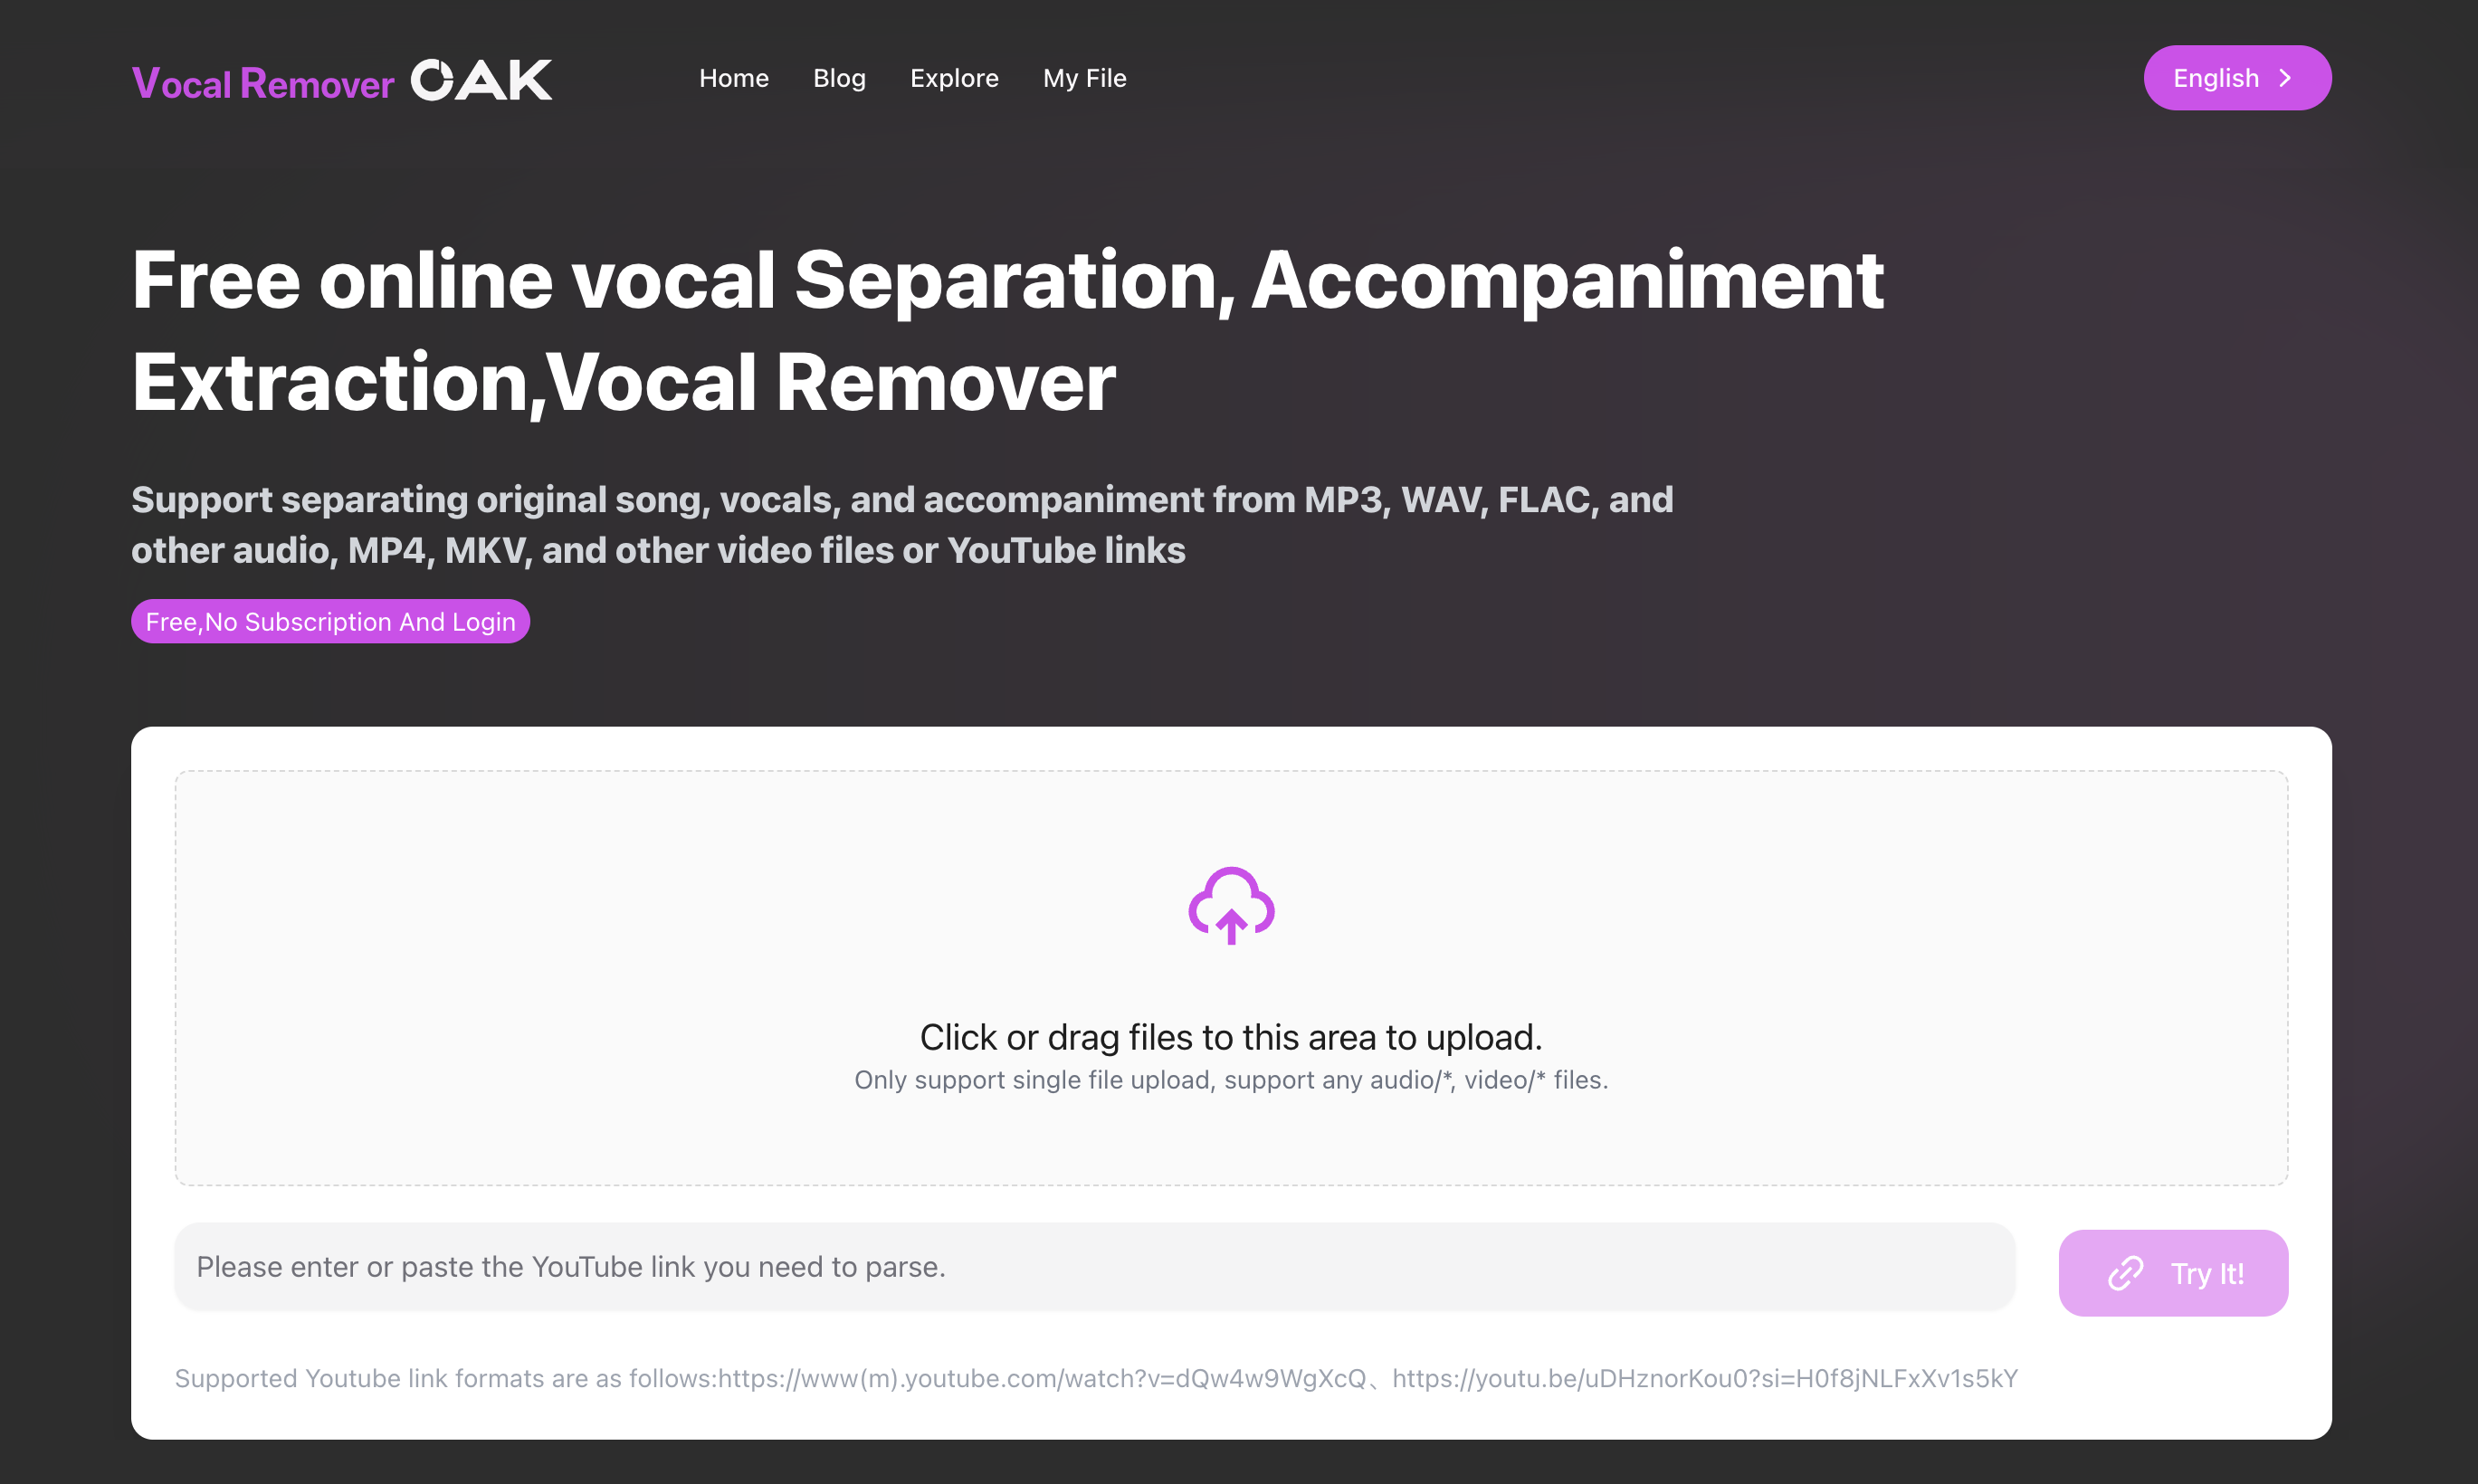 Vocal Remover OAK
Home
Blog
Explore
My File
English
Free online vocal Separation, Accompaniment
Extraction,Vocal Remover
Support separating original song, vocals, and accompaniment from MP3, WAV, FLAC, and
other audio, MP4, MKV, and other video files or YouTube links
Free,No Subscription And Login
Click or drag files to this area to upload.
Only support single file upload, support any audio/*, video/* files.
Please enter or paste the YouTube link you need to parse.
Try It!
Supported Youtube link formats are as follows:https://www(m).youtube.com/watch?v=dQw4w9WgXcQ、https://youtu.be/uDHznorKou0?si=H0f8jNLFxXv1s5kY